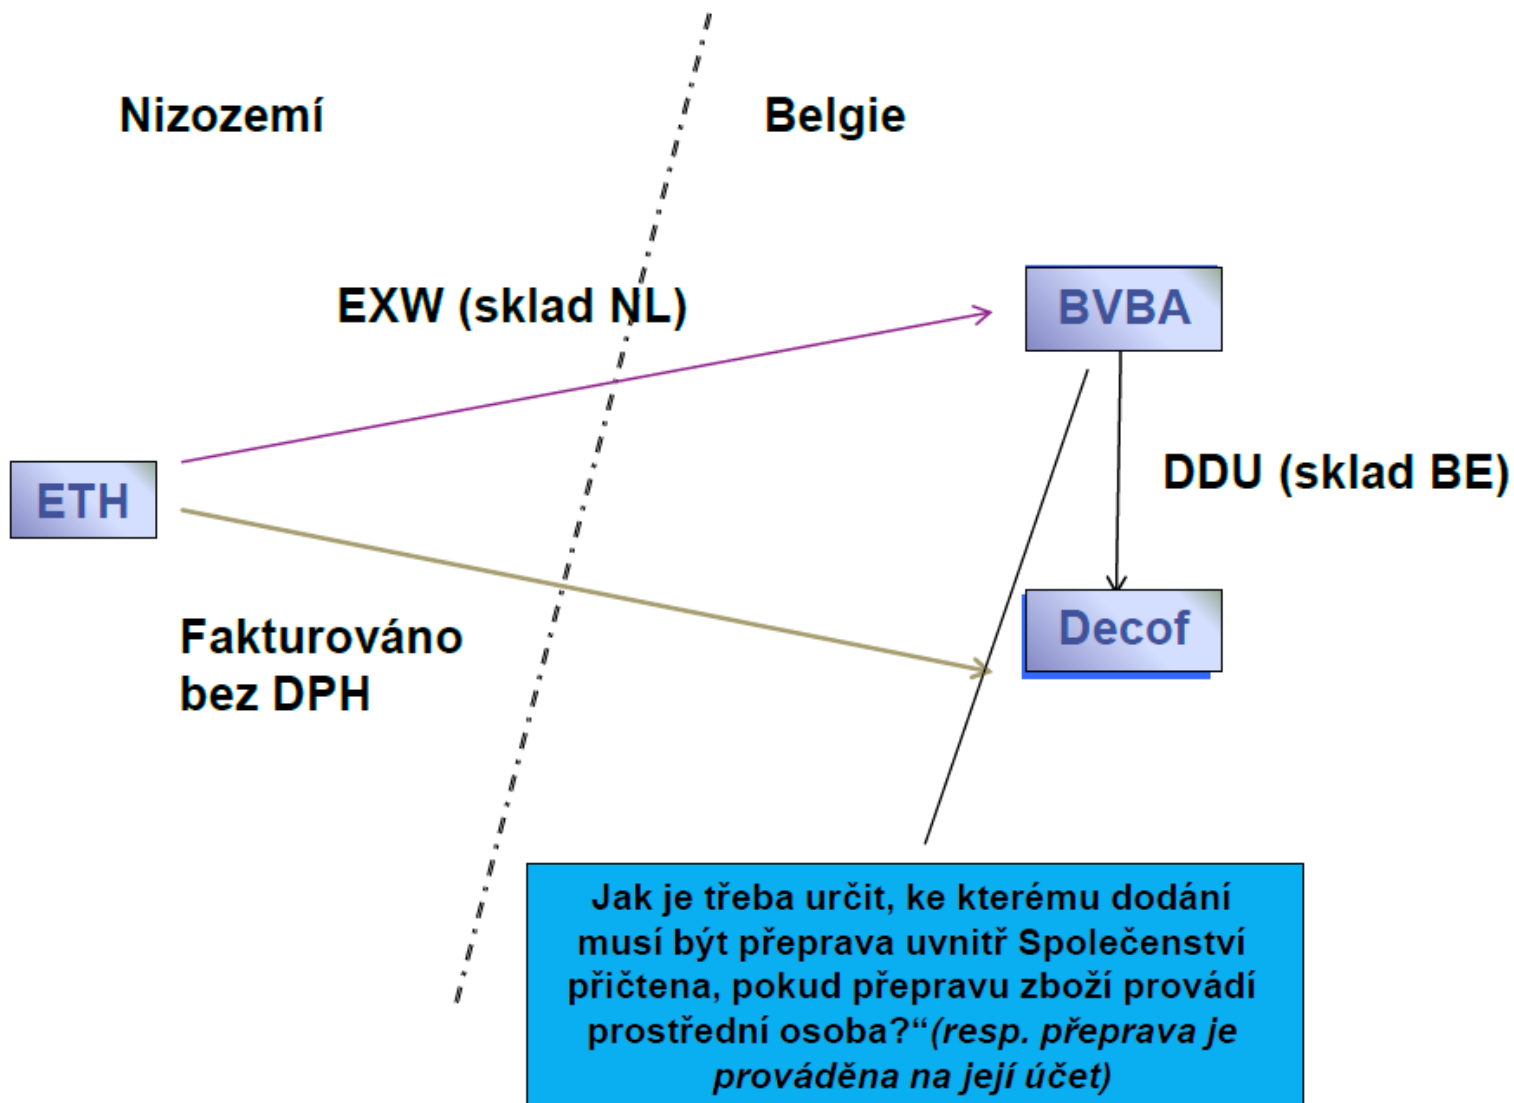 Nizozemí
Belgie
EXW (sklad NL)
BVBA
ETH
DDU (sklad BE)
Decof
Fakturováno
bez DPH
Jak je třeba určit, ke kterému dodání
musí být přeprava uvnitř Společenství
přičtena, pokud přepravu zboží provádí
prostřední osoba?“(resp. přeprava je
prováděna na její účet)